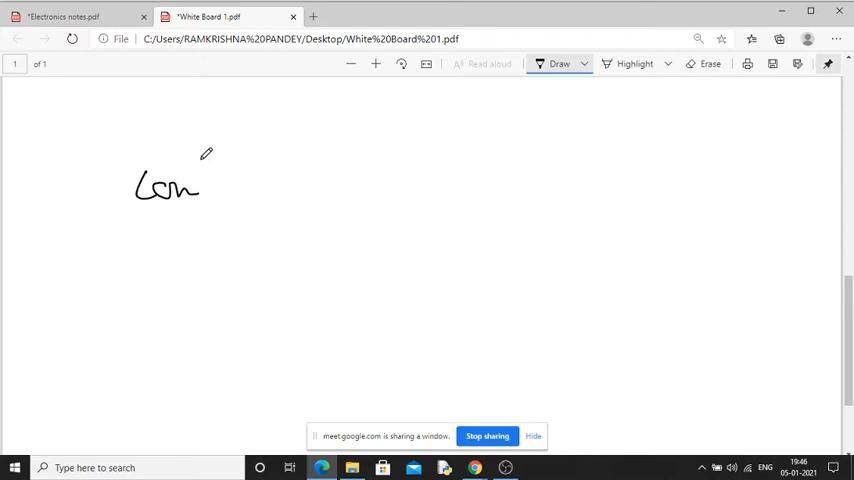 *Electronics notes.pdf
*White Board 1.pdf
File C:/Users/RAMKRISHNA%20PANDEY/Desktop/White%20Board%201.pdf
1 of 1 Read aloud Draw Highlight Erase
Con
meet.google.com is sharing a window. Stop sharing Hide
Type here to search
ENG
19:46
05-01-2021